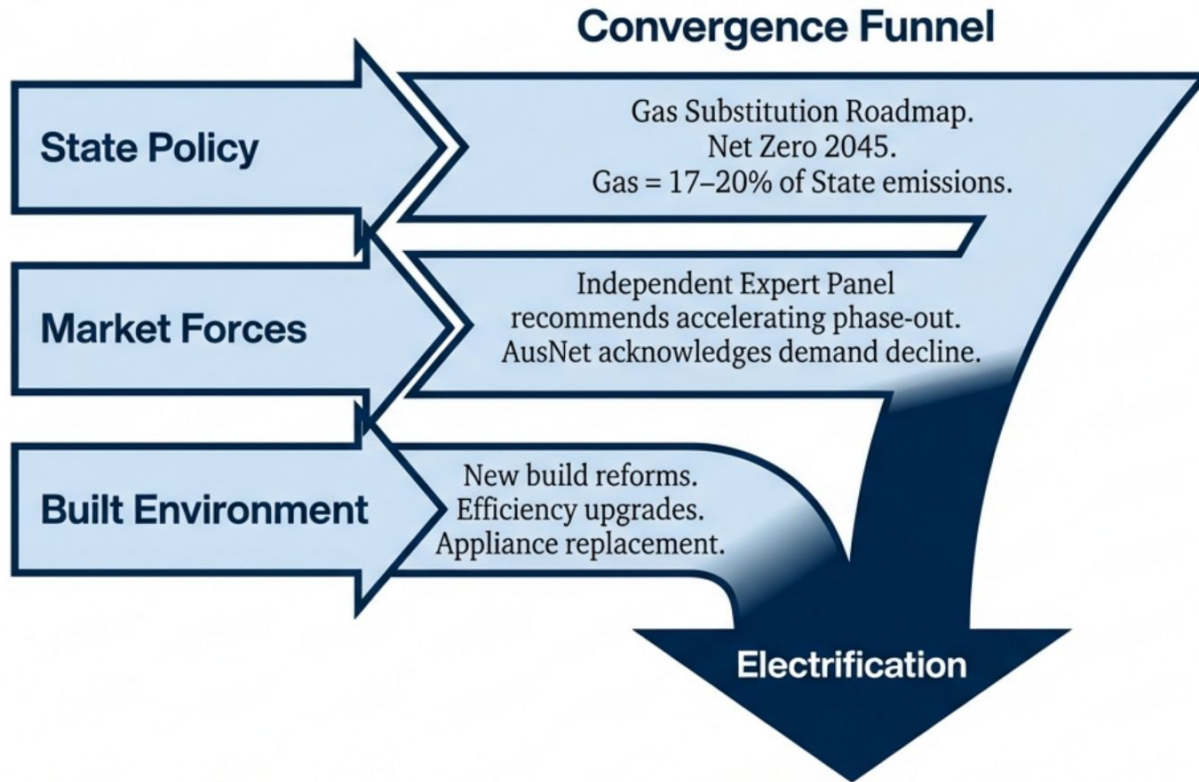 Convergence Funnel
State Policy
Gas Substitution Roadmap.
Net Zero 2045.
Gas = 17–20% of State emissions.
Market Forces
Independent Expert Panel
recommends accelerating phase-out.
AusNet acknowledges demand decline.
Built Environment
New build reforms.
Efficiency upgrades.
Appliance replacement.
Electrification